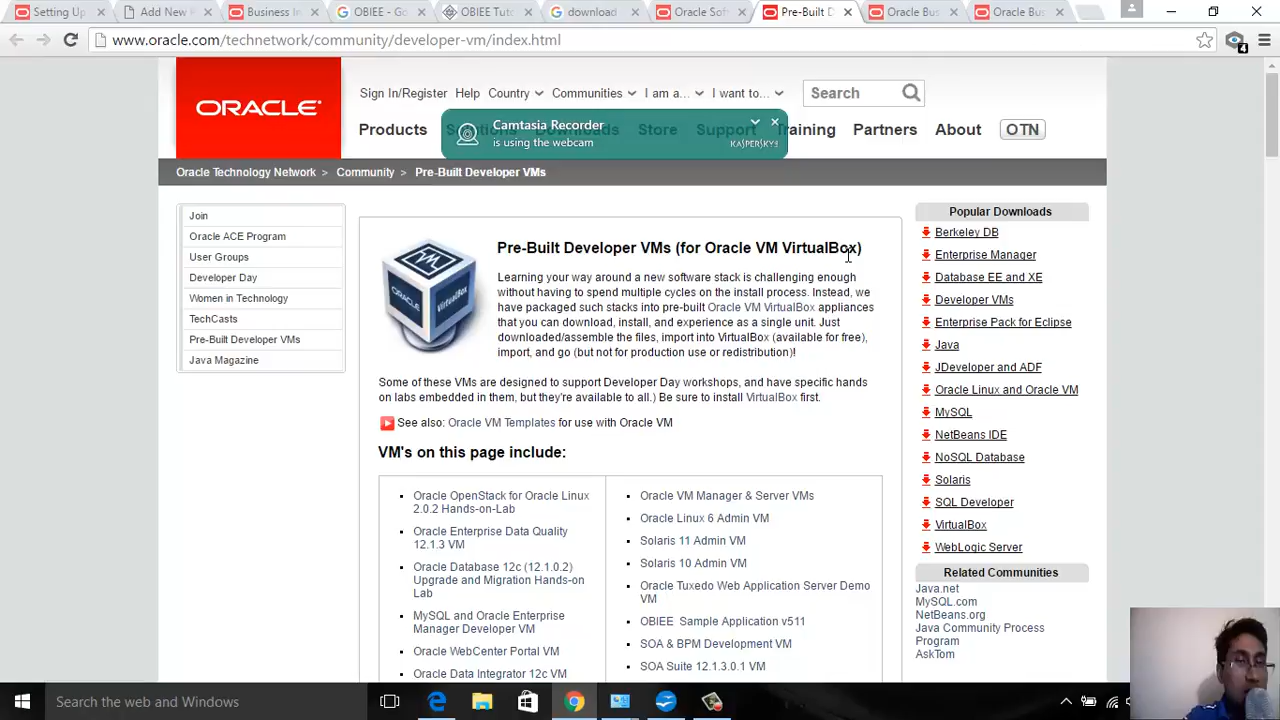 Setting Up
Add New P
Business In
OBIEE - Go
OBIEE Tuto
download
Oracle Soft
Pre-Built D
Oracle Bus
Oracle Bus
www.oracle.com/technetwork/community/developer-vm/index.html
4
ORACLE
Sign In/Register Help Country Communities I am a... I want to... Search
Products Solutions Downloads Store Support Training Partners About OTN
Camtasia Recorder
is using the webcam
KASPERSKY
Oracle Technology Network > Community > Pre-Built Developer VMs
Join
Oracle ACE Program
User Groups
Developer Day
Women in Technology
TechCasts
Pre-Built Developer VMs
Java Magazine
ORACLE
VirtualBox
Pre-Built Developer VMs (for Oracle VM VirtualBox)
Learning your way around a new software stack is challenging enough
without having to spend multiple cycles on the install process. Instead, we
have packaged such stacks into pre-built Oracle VM VirtualBox appliances
that you can download, install, and experience as a single unit. Just
downloaded/assemble the files, import into VirtualBox (available for free),
import, and go (but not for production use or redistribution)!
Some of these VMs are designed to support Developer Day workshops, and have specific hands
on labs embedded in them, but they're available to all.) Be sure to install VirtualBox first.
See also: Oracle VM Templates for use with Oracle VM
VM's on this page include:
Oracle OpenStack for Oracle Linux
2.0.2 Hands-on-Lab
Oracle Enterprise Data Quality
12.1.3 VM
Oracle Database 12c (12.1.0.2)
Upgrade and Migration Hands-on
Lab
MySQL and Oracle Enterprise
Manager Developer VM
Oracle WebCenter Portal VM
Oracle Data Integrator 12c VM
Oracle VM Manager & Server VMs
Oracle Linux 6 Admin VM
Solaris 11 Admin VM
Solaris 10 Admin VM
Oracle Tuxedo Web Application Server Demo
VM
OBIEE Sample Application v511
SOA & BPM Development VM
SOA Suite 12.1.3.0.1 VM
Popular Downloads
Berkeley DB
Enterprise Manager
Database EE and XE
Developer VMs
Enterprise Pack for Eclipse
Java
JDeveloper and ADF
Oracle Linux and Oracle VM
MySQL
NetBeans IDE
NoSQL Database
Solaris
SQL Developer
VirtualBox
WebLogic Server
Related Communities
Java.net
MySQL.com
NetBeans.org
Java Community Process
Program
AskTom
Search the web and Windows